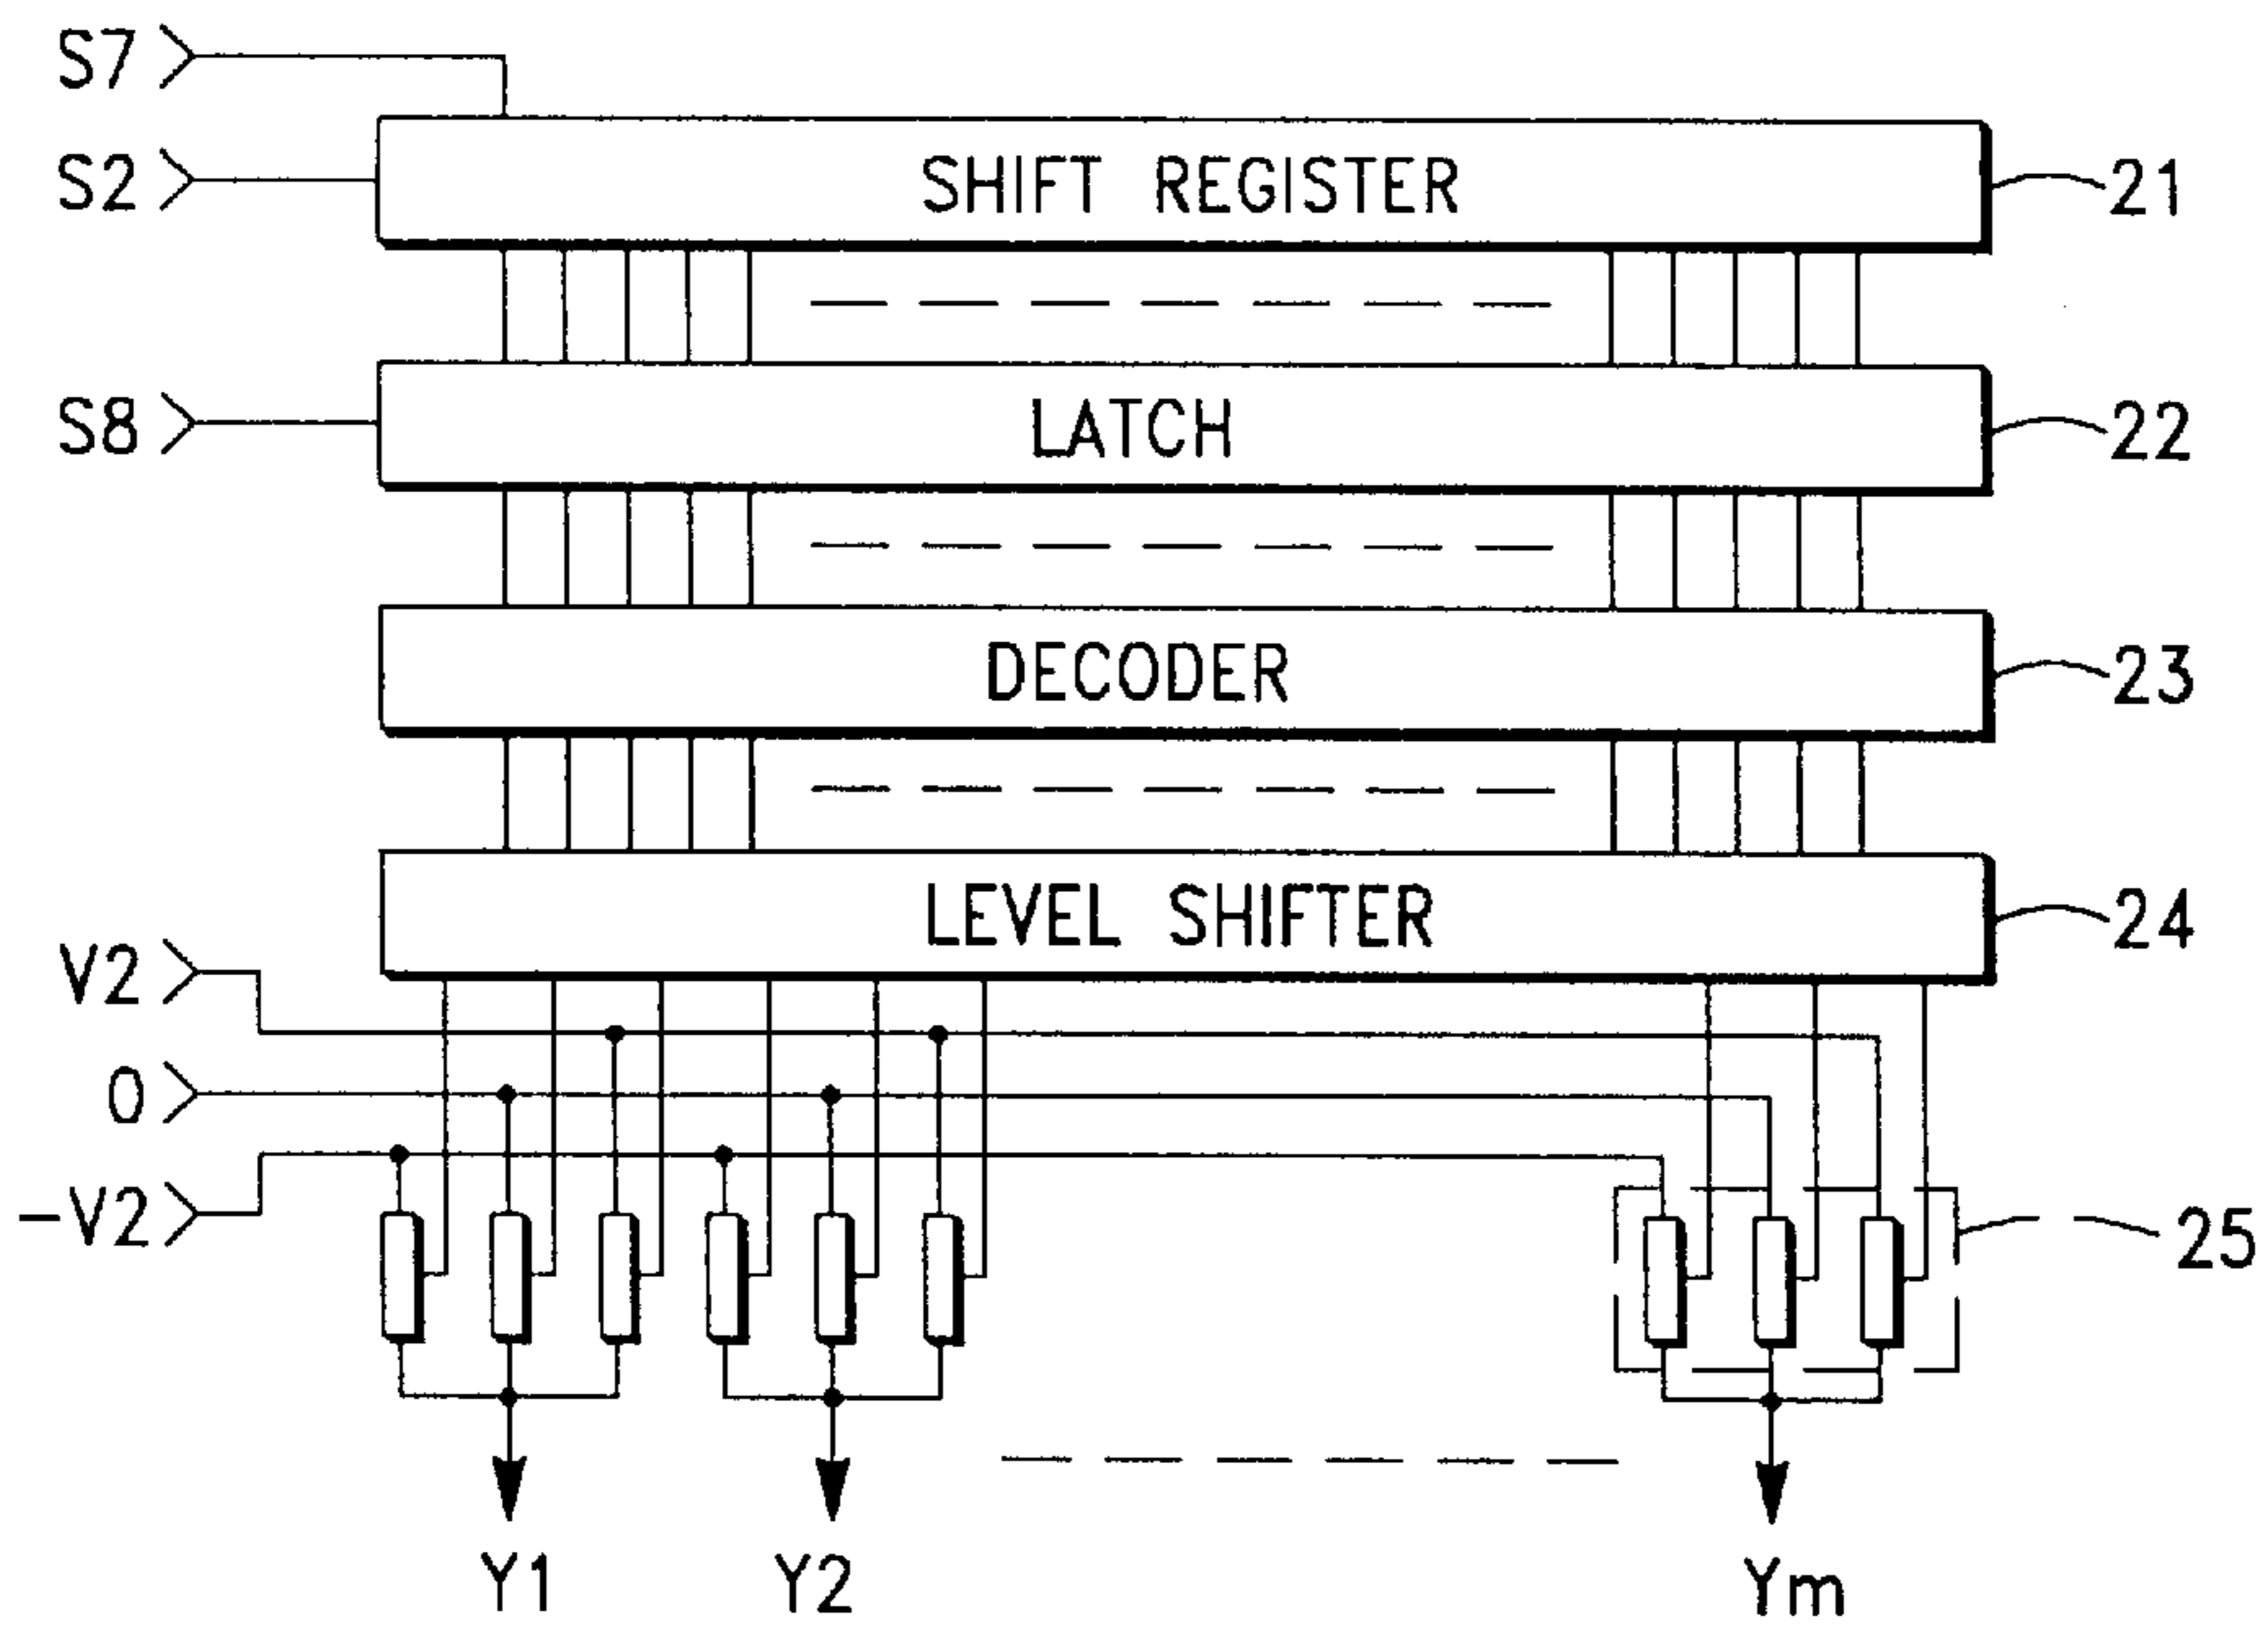 S7
S2
SHIFT REGISTER
21
S8
LATCH
22
DECODER
23
LEVEL SHIFTER
24
V2
0
-V2
25
Y1
Y2
Ym